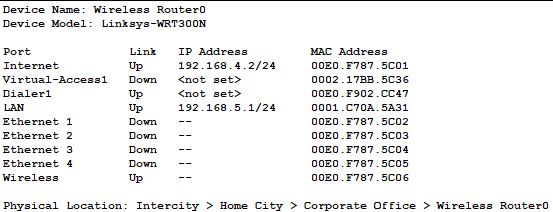 Device Name: Wireless Router0
Device Model: Linksys-WRT300N
Port Link IP Address MAC Address
Internet Up 192.168.4.2/24 00E0.F787.5C01
Virtual-Access1 Down <not set> 0002.17BB.5C36
Dialer1 Up <not set> 00E0.F902.CC47
LAN Up 192.168.5.1/24 0001.C70A.5A31
Ethernet 1 Down -- 00E0.F787.5C02
Ethernet 2 Down -- 00E0.F787.5C03
Ethernet 3 Down -- 00E0.F787.5C04
Ethernet 4 Down -- 00E0.F787.5C05
Wireless Up -- 00E0.F787.5C06
Physical Location: Intercity > Home City > Corporate Office > Wireless Router0